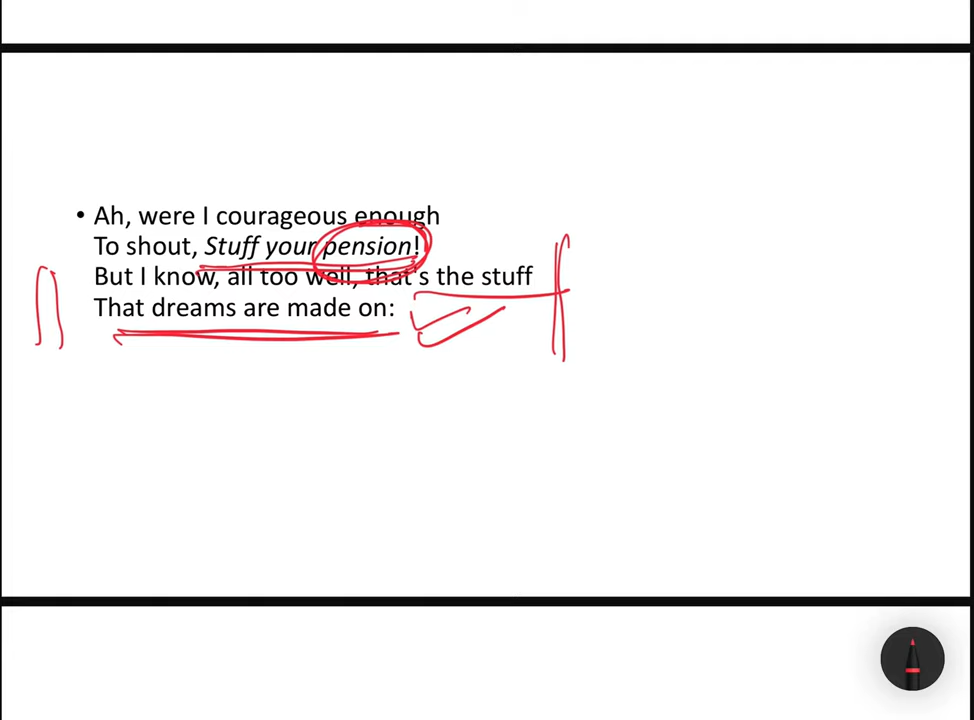 • Ah, were I courageous enough
To shout, Stuff your pension!
But I know, all too well, that's the stuff
That dreams are made on: